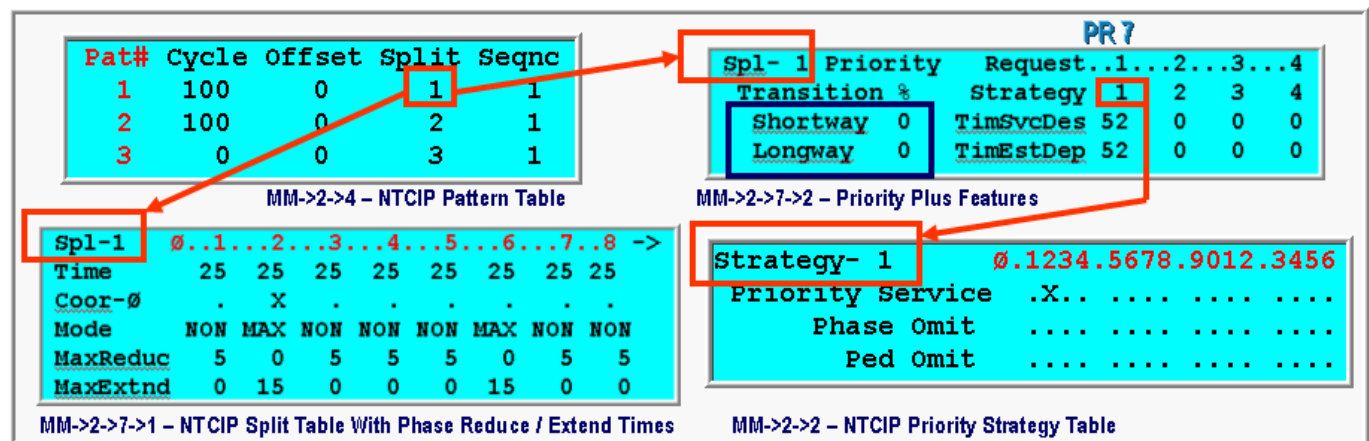 Pat# Cycle Offset Split Seqnc
1 100 0 1 1
2 100 0 2 1
3 0 0 3 1
MM->2->4 – NTCIP Pattern Table
PR 7
Spl- 1 Priority Request..1...2...3...4
Transition % Strategy 1 2 3 4
Shortway 0 TimSvcDes 52 0 0 0
Longway 0 TimEstDep 52 0 0 0
MM->2->7->2 – Priority Plus Features
Spl-1 Ø..1...2...3...4...5...6...7..8 ->
Time 25 25 25 25 25 25 25 25
Coor-Ø . X . . . . . .
Mode NON MAX NON NON NON MAX NON NON
MaxReduc 5 0 5 5 5 0 5 5
MaxExtnd 0 15 0 0 0 15 0 0
MM->2->7->1 – NTCIP Split Table With Phase Reduce / Extend Times
Strategy- 1 Ø.1234.5678.9012.3456
Priority Service .X.. .... .... ....
Phase Omit .... .... .... ....
Ped Omit .... .... .... ....
MM->2->2 – NTCIP Priority Strategy Table